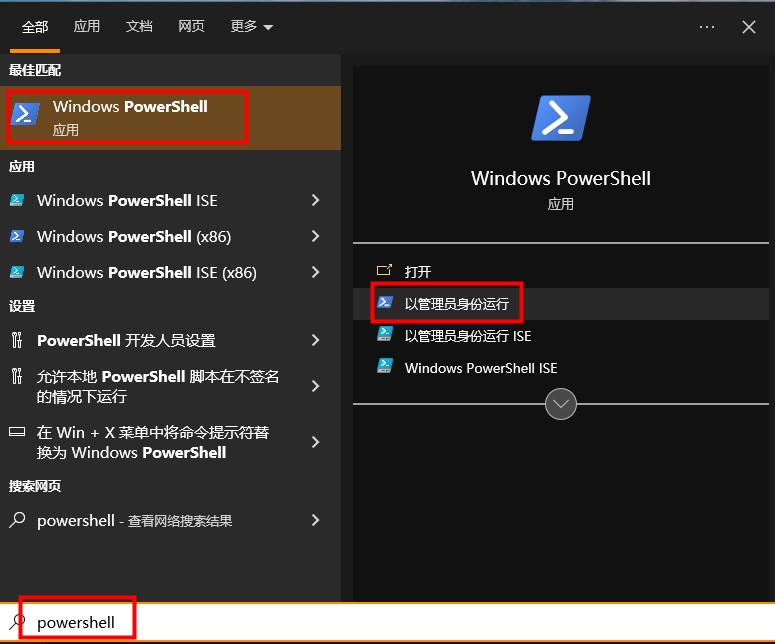 全部 应用 文档 网页 更多
最佳匹配
Windows PowerShell
应用
应用
Windows PowerShell ISE
Windows PowerShell (x86)
Windows PowerShell ISE (x86)
设置
PowerShell 开发人员设置
允许本地 PowerShell 脚本在不签名
的情况下运行
在 Win + X 菜单中将命令提示符替
换为 Windows PowerShell
搜索网页
powershell - 查看网络搜索结果
Windows PowerShell
应用
打开
以管理员身份运行
以管理员身份运行 ISE
Windows PowerShell ISE
powershell